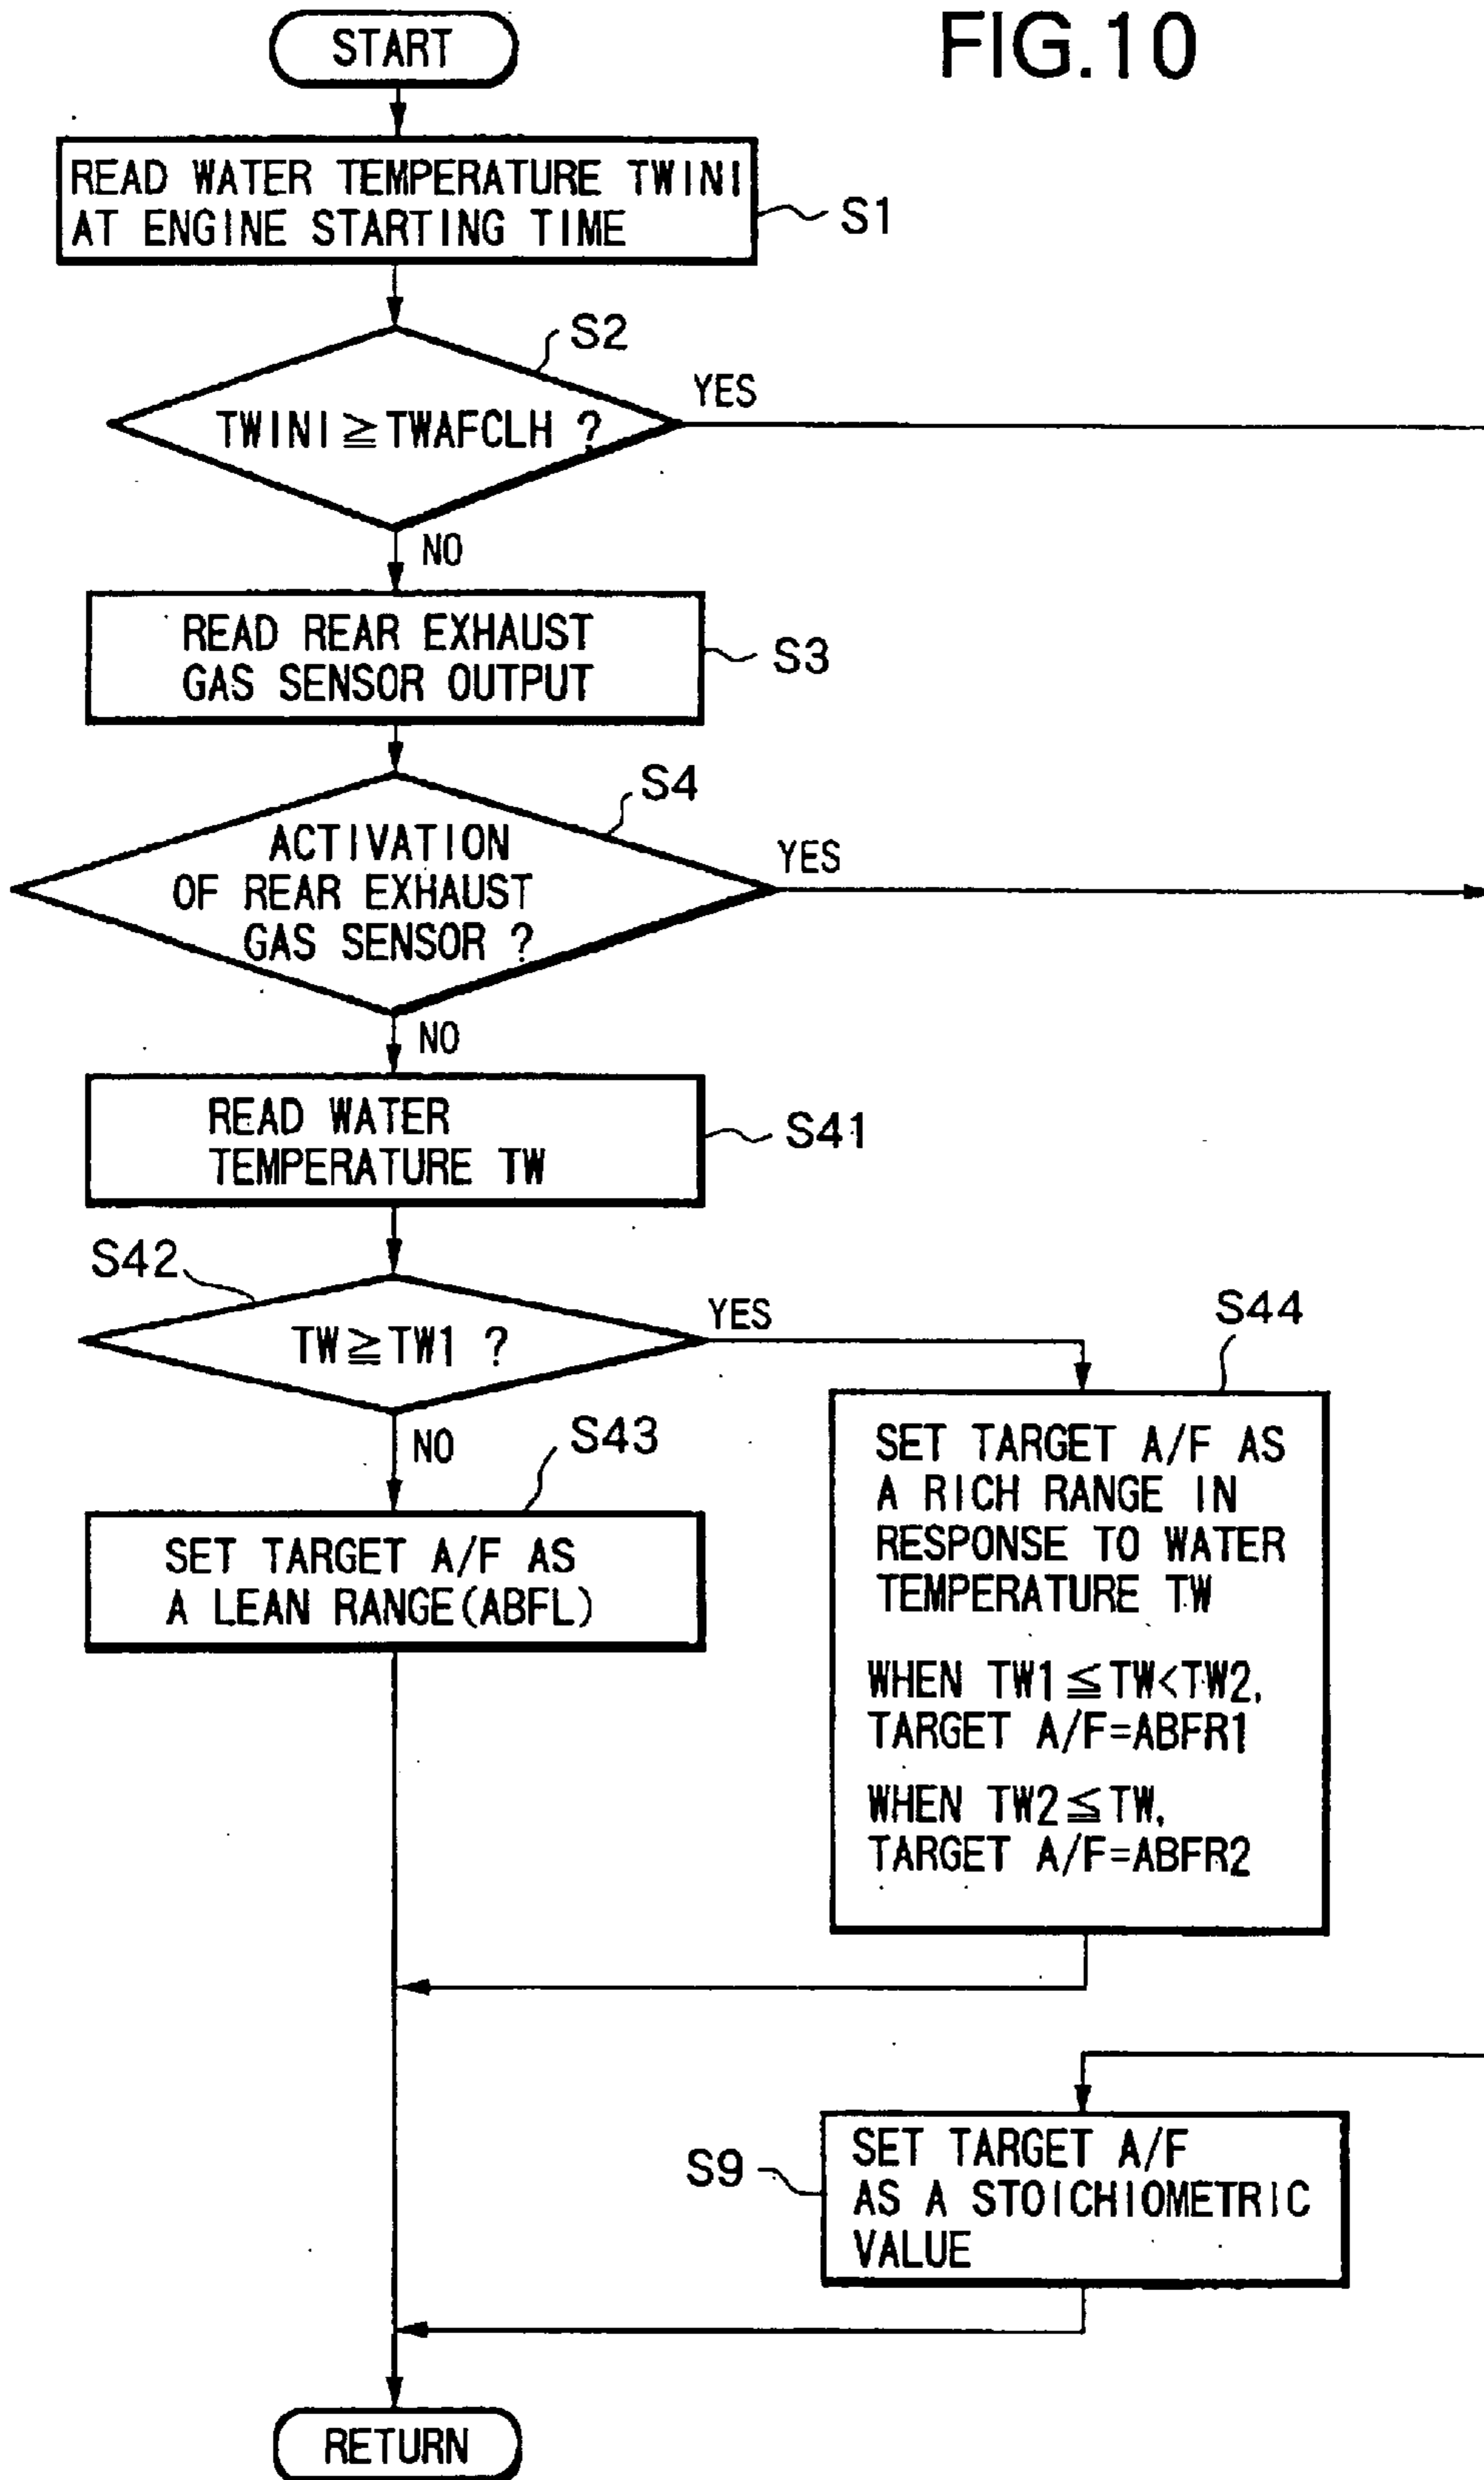 FIG.10
START
READ WATER TEMPERATURE TWINI
AT ENGINE STARTING TIME
S1
S2
TWINI≧TWAFCLH ?
YES
NO
READ REAR EXHAUST
GAS SENSOR OUTPUT
S3
S4
ACTIVATION
OF REAR EXHAUST
GAS SENSOR ?
YES
NO
READ WATER
TEMPERATURE TW
S41
S42
TW≧TW1 ?
YES
NO
S43
SET TARGET A/F AS
A LEAN RANGE(ABFL)
S44
SET TARGET A/F AS
A RICH RANGE IN
RESPONSE TO WATER
TEMPERATURE TW
WHEN TW1≦TW<TW2,
TARGET A/F=ABFR1
WHEN TW2≦TW,
TARGET A/F=ABFR2
S9
SET TARGET A/F
AS A STOICHIOMETRIC
VALUE
RETURN